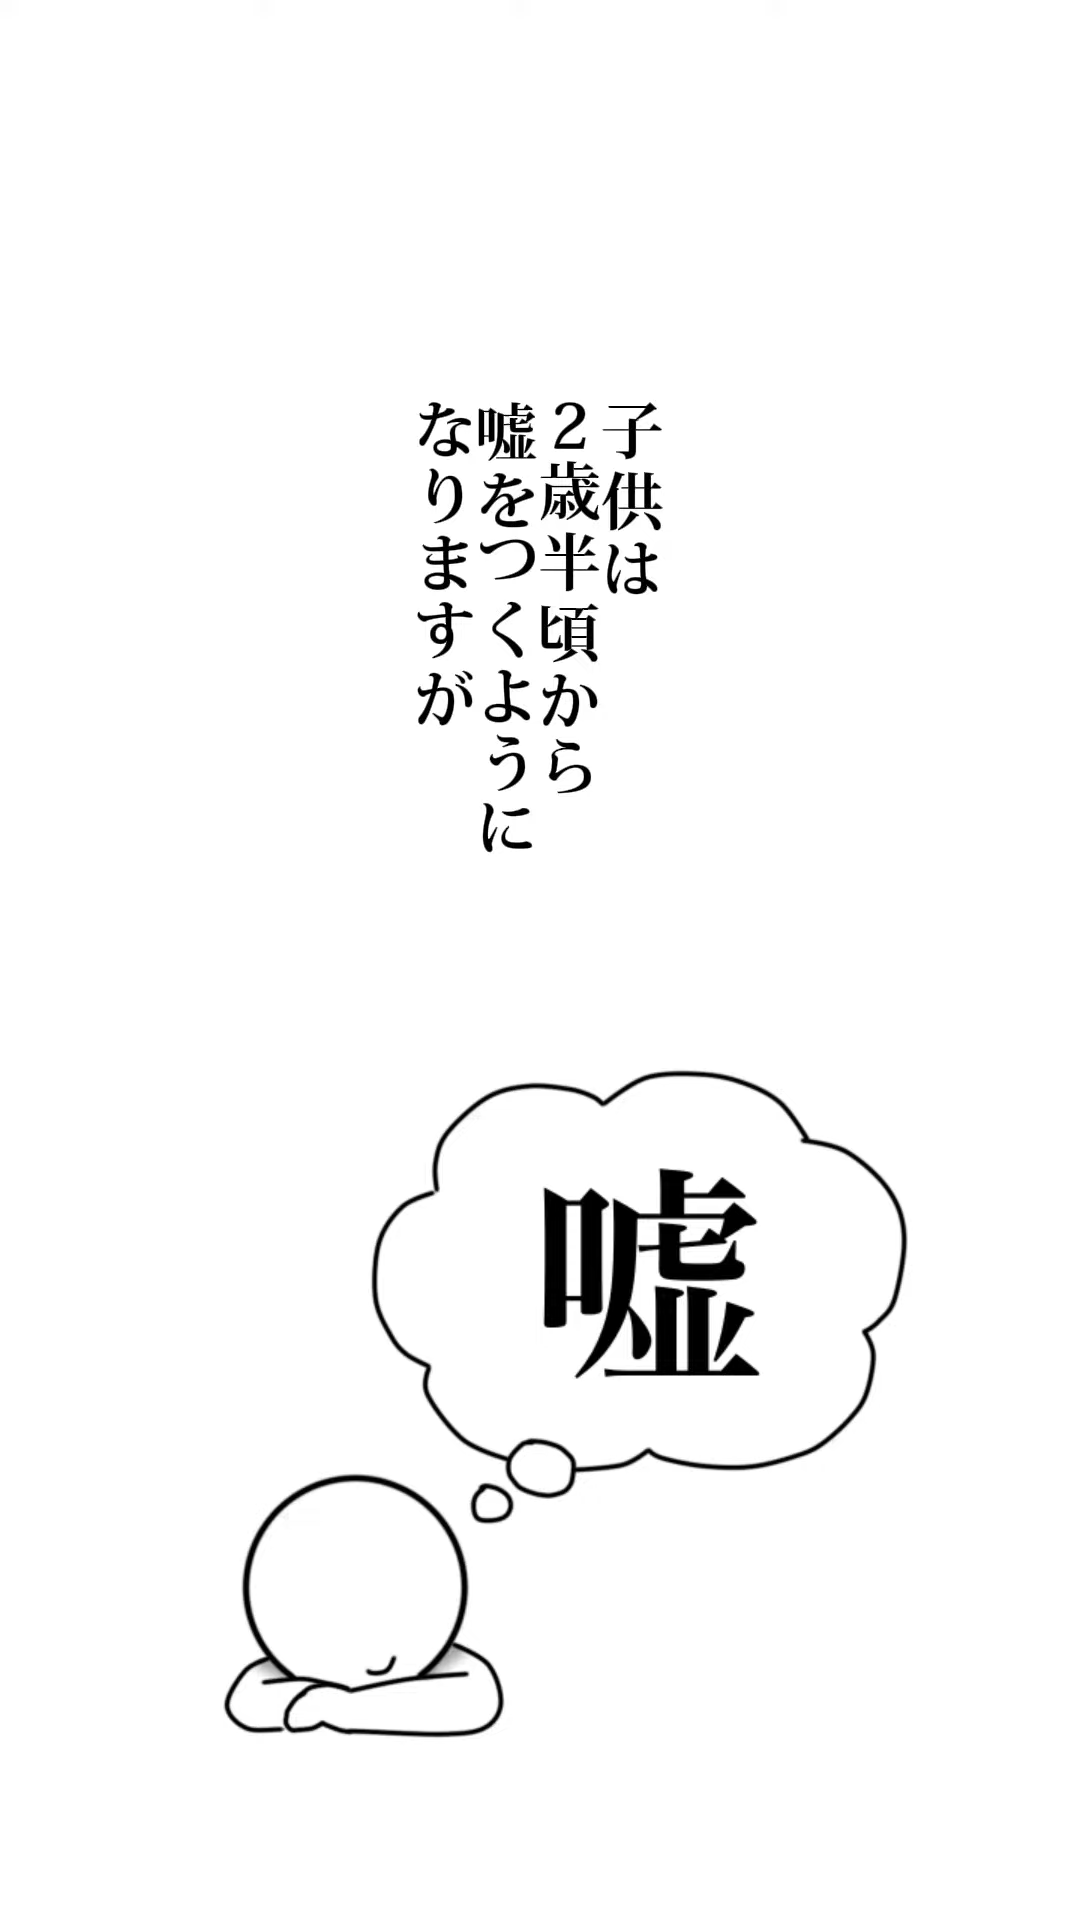 子供は
２歳半頃から
嘘をつくように
なりますが
嘘